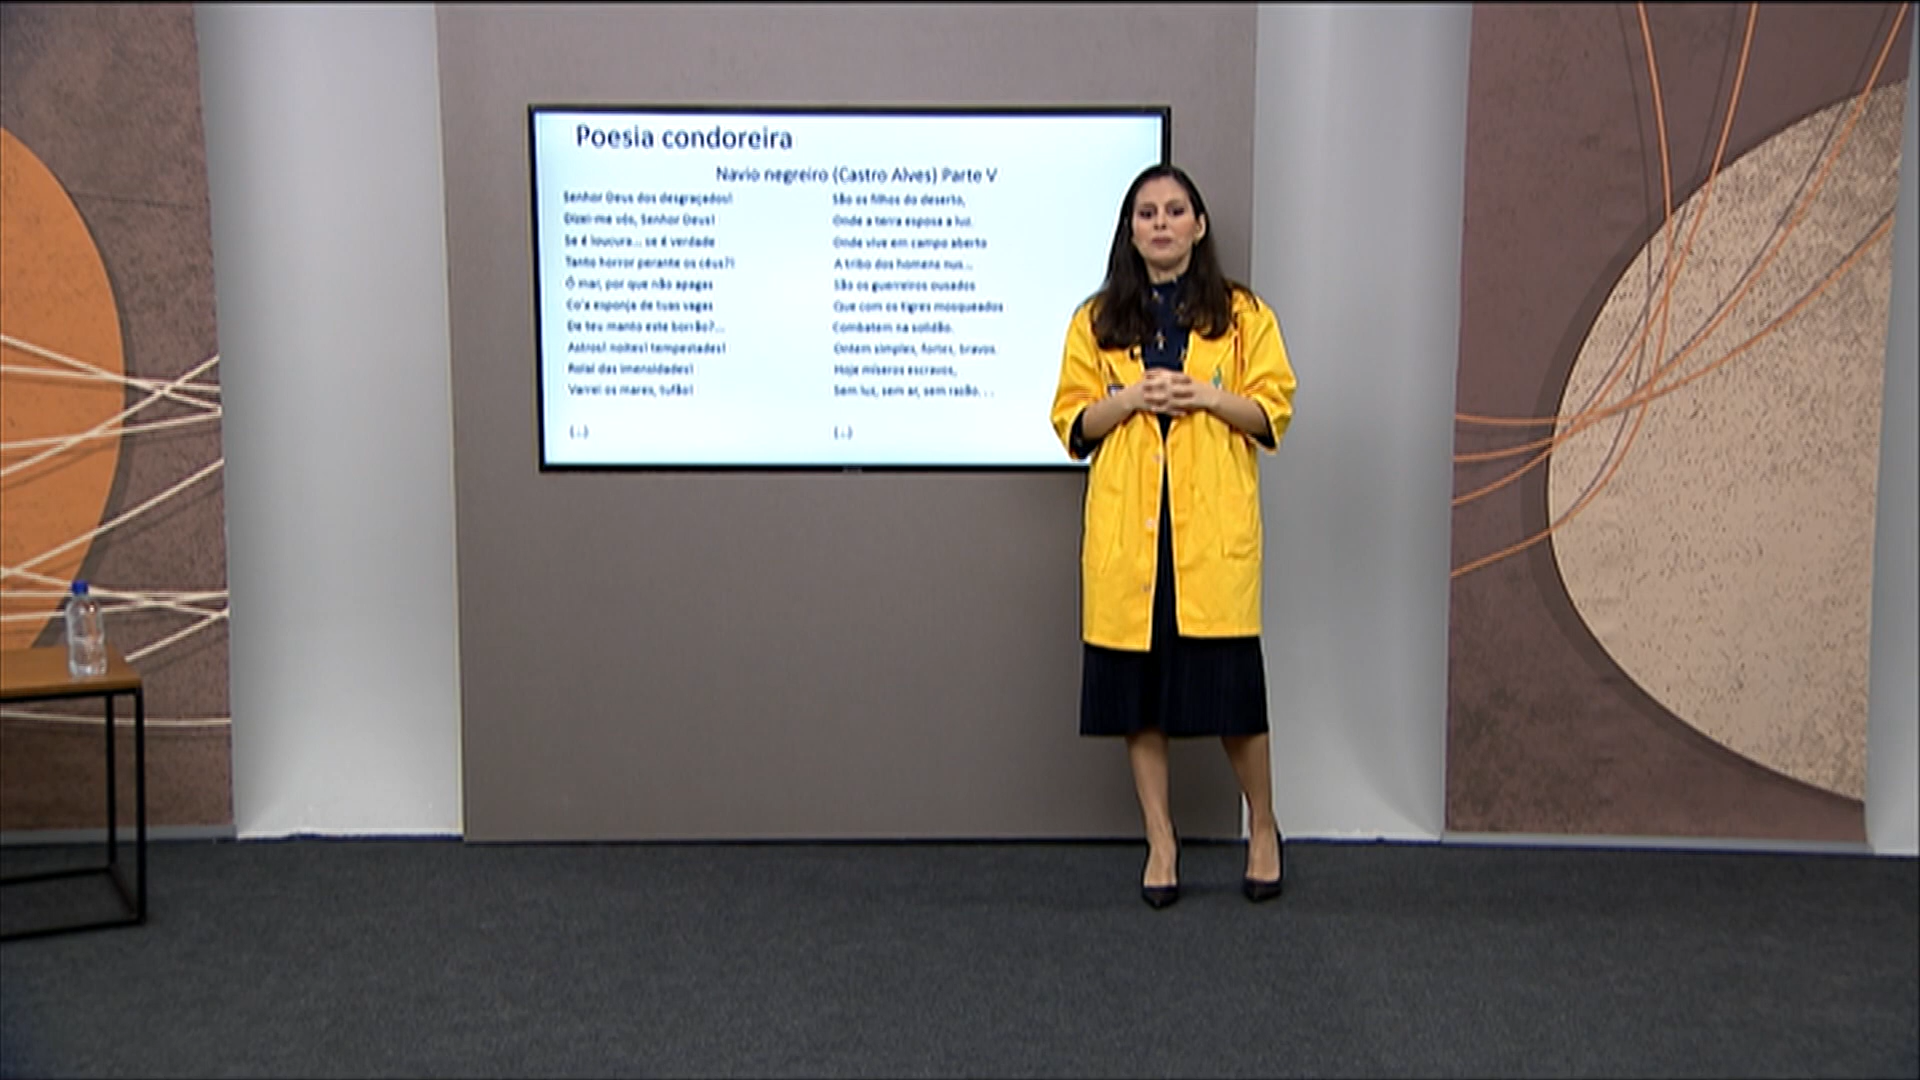 Poesia condoreira
Navio negreiro (Castro Alves) Parte V
Senhor Deus dos desgraçados!
Dizei-me vós, Senhor Deus!
Se é loucura... se é verdade
Tanto horror perante os céus?!
Ó mar, por que não apagas
Co'a esponja de tuas vagas
De teu manto este borrão?...
Astros! noites! tempestades!
Rolai das imensidades!
Varrei os mares, tufão!
(...)
São os filhos do deserto,
Onde a terra esposa a luz.
Onde vive em campo aberto
A tribo dos homens nus...
São os guerreiros ousados
Que com os tigres mosqueados
Combatem na solidão.
Ontem simples, fortes, bravos.
Hoje míseros escravos,
Sem luz, sem ar, sem razão. . .
(...)